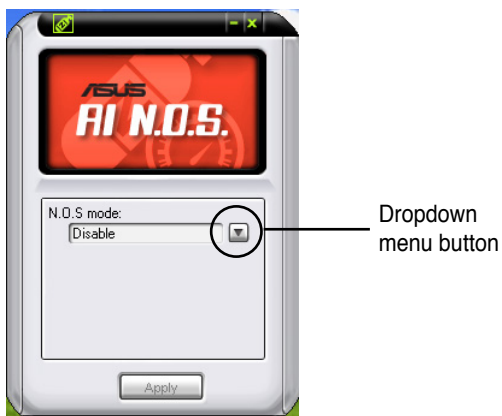 ASUS
AI N.O.S.
N.O.S mode:
Disable
Apply
Dropdown
menu button